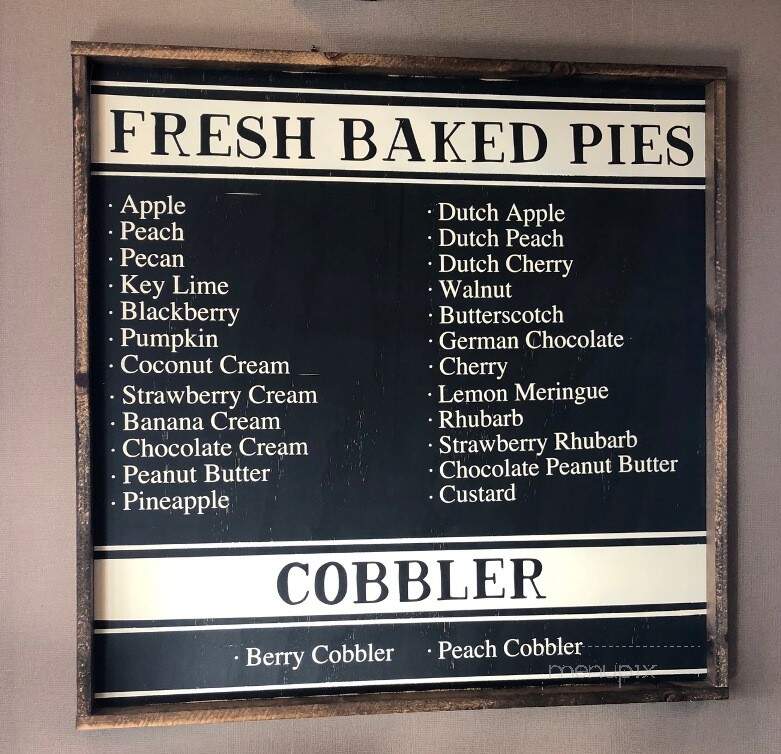 FRESH BAKED PIES
· Apple
· Peach
· Pecan
· Key Lime
· Blackberry
· Pumpkin
· Coconut Cream
· Strawberry Cream
· Banana Cream
· Chocolate Cream
· Peanut Butter
· Pineapple
· Dutch Apple
· Dutch Peach
· Dutch Cherry
· Walnut
· Butterscotch
· German Chocolate
· Cherry
· Lemon Meringue
· Rhubarb
· Strawberry Rhubarb
· Chocolate Peanut Butter
· Custard
COBBLER
· Berry Cobbler · Peach Cobbler
menupix